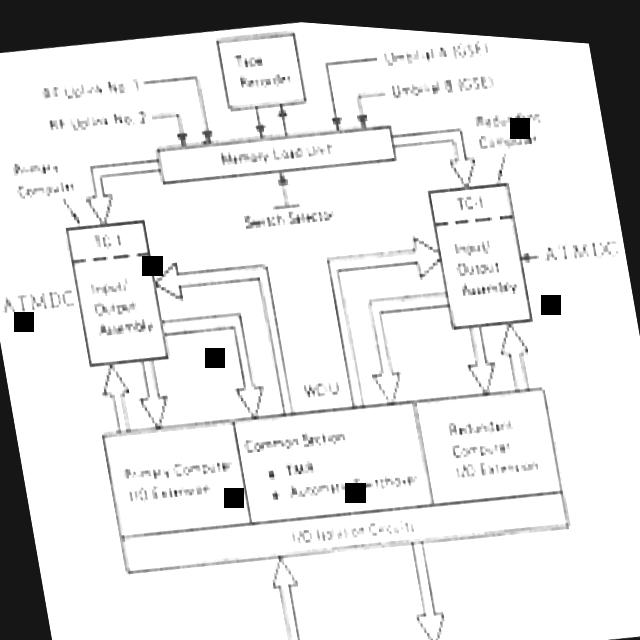 Tape
Recorder
Umbilical A (GSE)
Umbilical B (GSE)
RF Uplink No. 1
RF Uplink No. 2
Memory Load Unit
Switch Selector
Primary
Computer
Redundant
Computer
TC-1
Input/
Output
Assembly
ATMDC
TC-1
Input/
Output
Assembly
ATMDC
WCIU
Primary Computer
I/O Extension
Common Section
TMR
Automatic Switchover
Redundant
Computer
I/O Extension
I/O Isolation Circuits